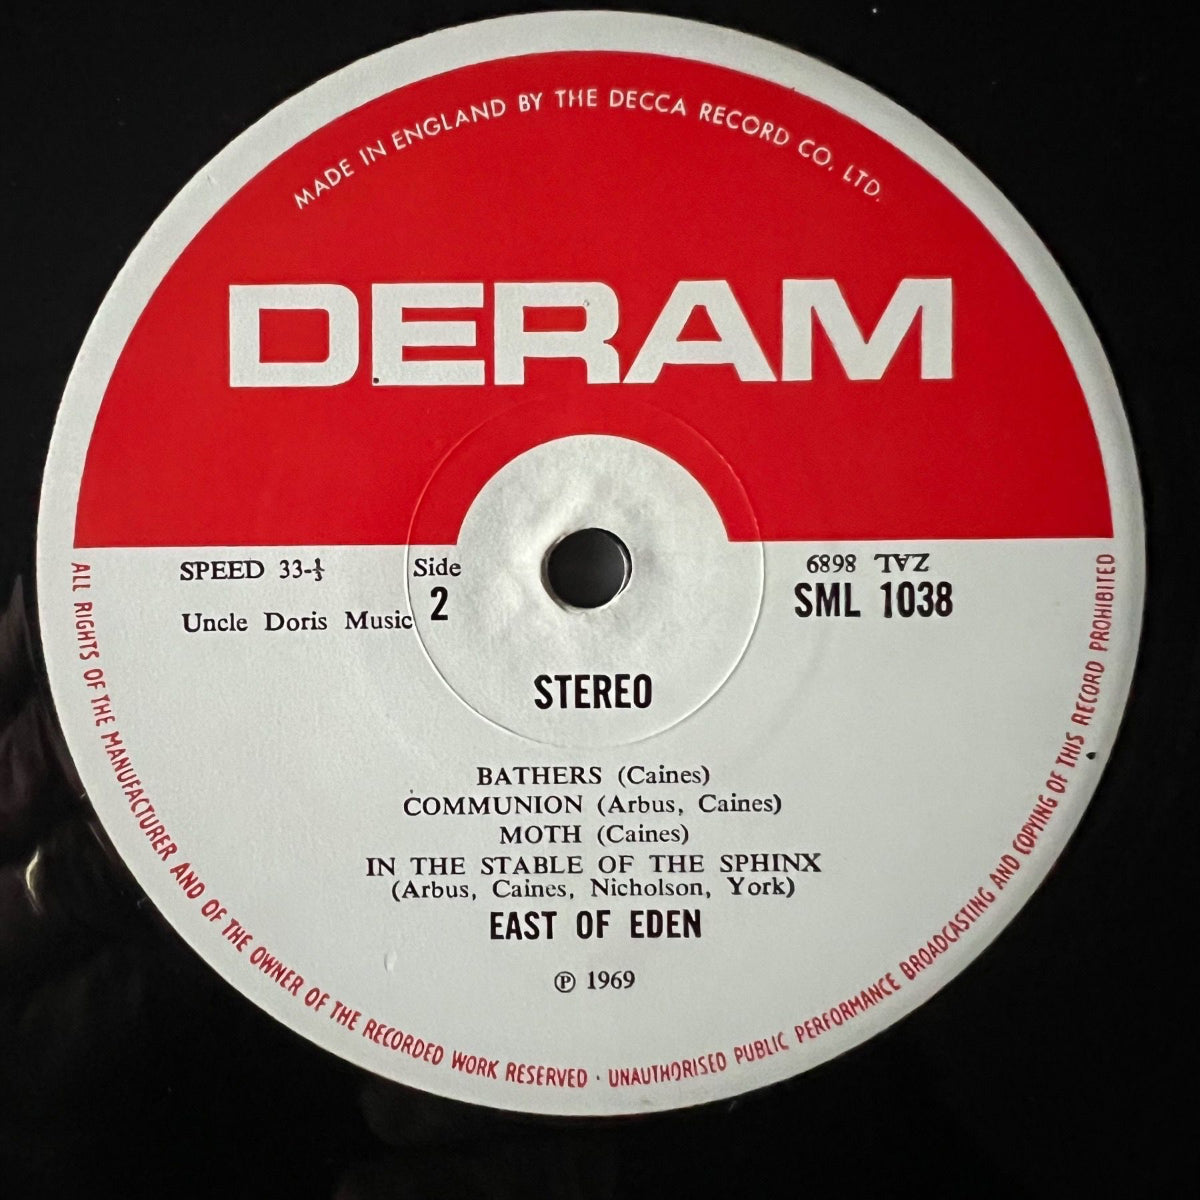 MADE IN ENGLAND BY THE DECCA RECORD CO. LTD.
DERAM
SPEED 33-⅓
Side
2
Uncle Doris Music
ZAL 8689
SML 1038
STEREO
BATHERS (Caines)
COMMUNION (Arbus, Caines)
MOTH (Caines)
IN THE STABLE OF THE SPHINX
(Arbus, Caines, Nicholson, York)
EAST OF EDEN
℗ 1969
ALL RIGHTS OF THE MANUFACTURER AND OF THE OWNER OF THE RECORDED WORK RESERVED · UNAUTHORISED PUBLIC PERFORMANCE BROADCASTING AND COPYING OF THIS RECORD PROHIBITED